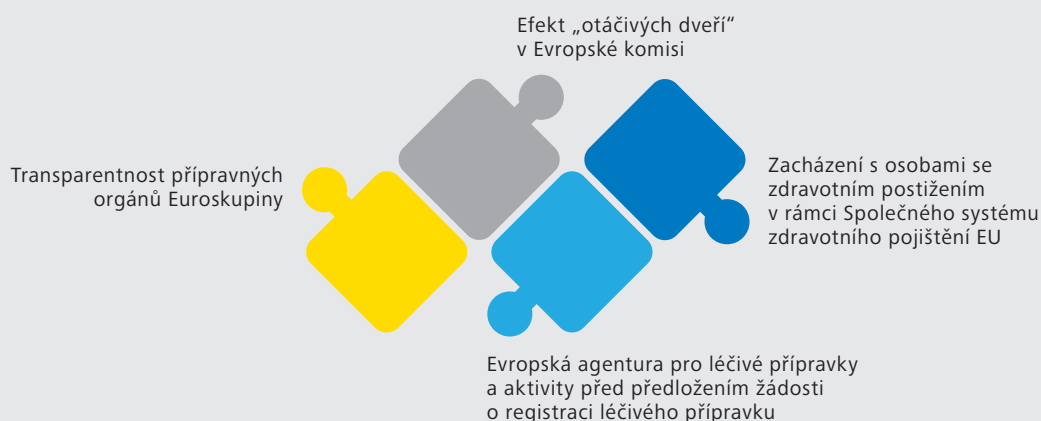 Efekt „otáčivých dveří“
v Evropské komisi
Transparentnost přípravných
orgánů Euroskupiny
Zacházení s osobami se
zdravotním postižením
v rámci Společného systému
zdravotního pojištění EU
Evropská agentura pro léčivé přípravky
a aktivity před předložením žádosti
o registraci léčivého přípravku